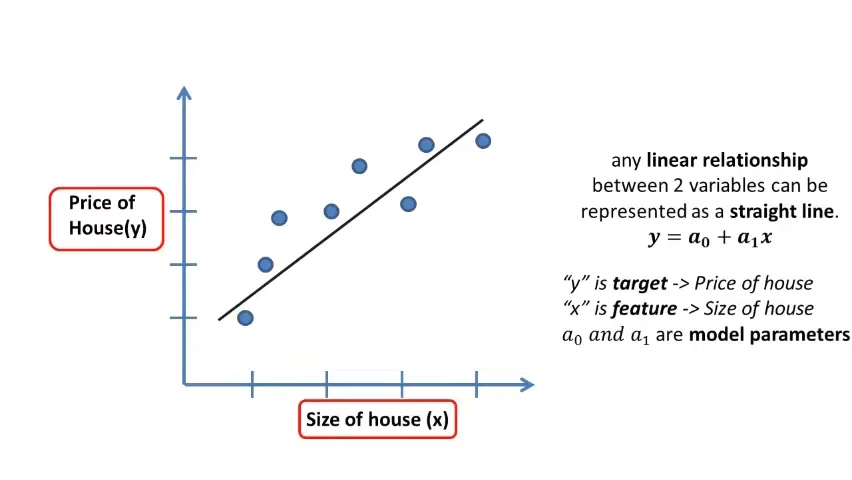 Price of
House(y)
Size of house (x)
any linear relationship
between 2 variables can be
represented as a straight line.
y = a₀ + a₁x
“y” is target -> Price of house
“x” is feature -> Size of house
a₀ and a₁ are model parameters